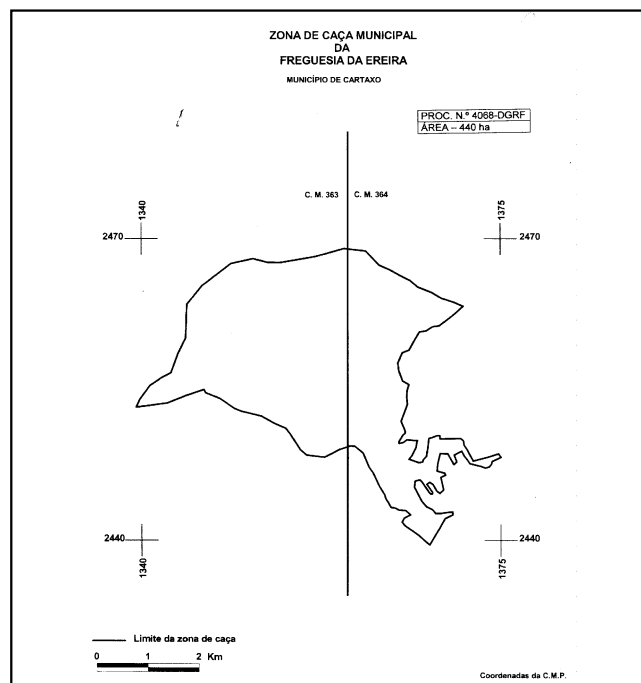 ZONA DE CAÇA MUNICIPAL
DA
FREGUESIA DA EREIRA
MUNICÍPIO DE CARTAXO
PROC. N.º 4068-DGRF
ÁREA – 440 ha
C. M. 363
C. M. 364
1340
1375
2470
2470
2440
2440
1340
1375
Limite da zona de caça
0 1 2 Km
Coordenadas da C.M.P.